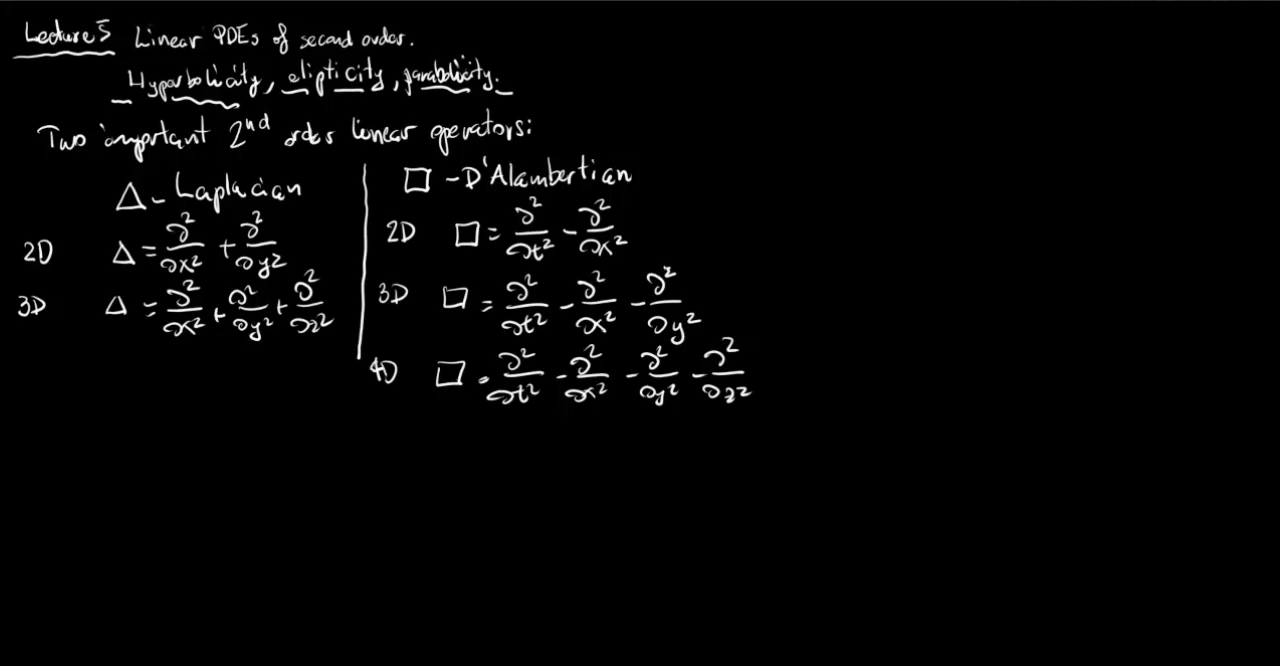 Lecture 5 Linear PDEs of second order.
Hyperbolicity, elipticity, parabolicity.
Two important 2nd order linear operators:
Δ - Laplacian
2D Δ = ∂²/∂x² + ∂²/∂y²
3D Δ = ∂²/∂x² + ∂²/∂y² + ∂²/∂z²
□ - D'Alambertian
2D □ = ∂²/∂t² - ∂²/∂x²
3D □ = ∂²/∂t² - ∂²/∂x² - ∂²/∂y²
4D □ = ∂²/∂t² - ∂²/∂x² - ∂²/∂y² - ∂²/∂z²